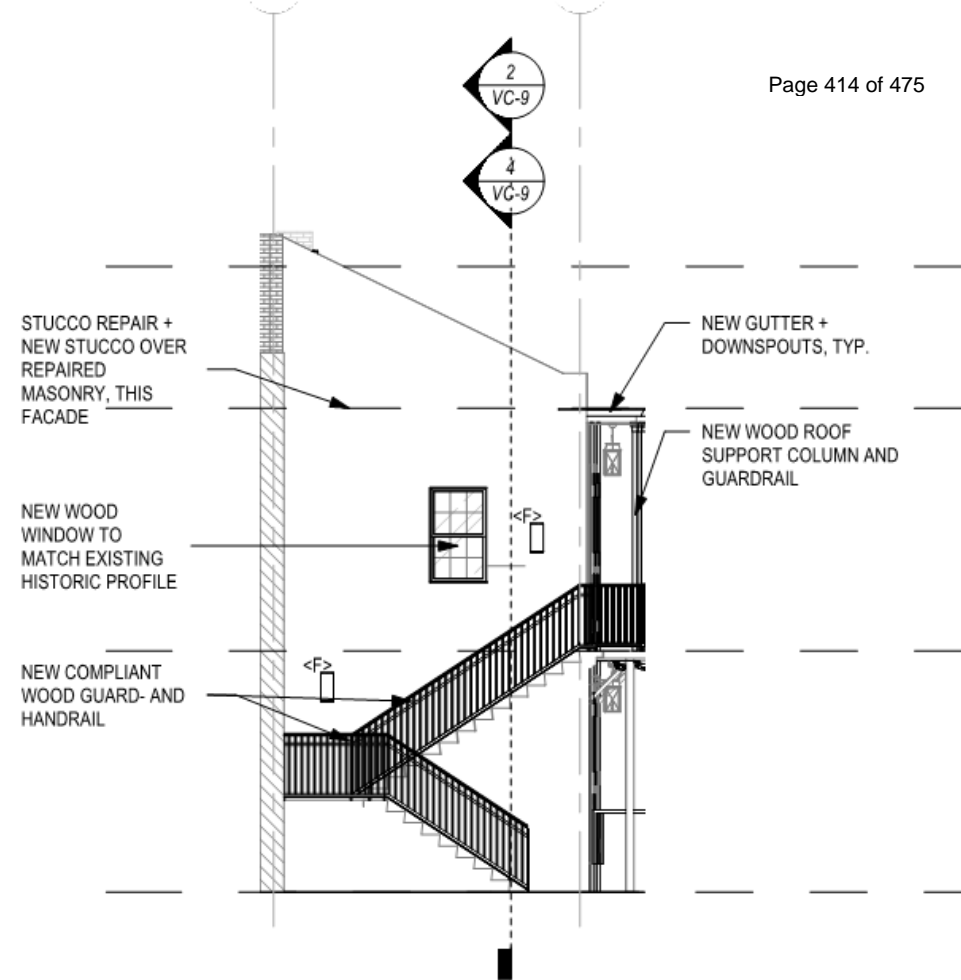 Page 414 of 475
2
VC-9
4
VC-9
STUCCO REPAIR +
NEW STUCCO OVER
REPAIRED
MASONRY, THIS
FACADE
NEW GUTTER +
DOWNSPOUTS, TYP.
NEW WOOD ROOF
SUPPORT COLUMN AND
GUARDRAIL
NEW WOOD
WINDOW TO
MATCH EXISTING
HISTORIC PROFILE
<F>
<F>
NEW COMPLIANT
WOOD GUARD- AND
HANDRAIL